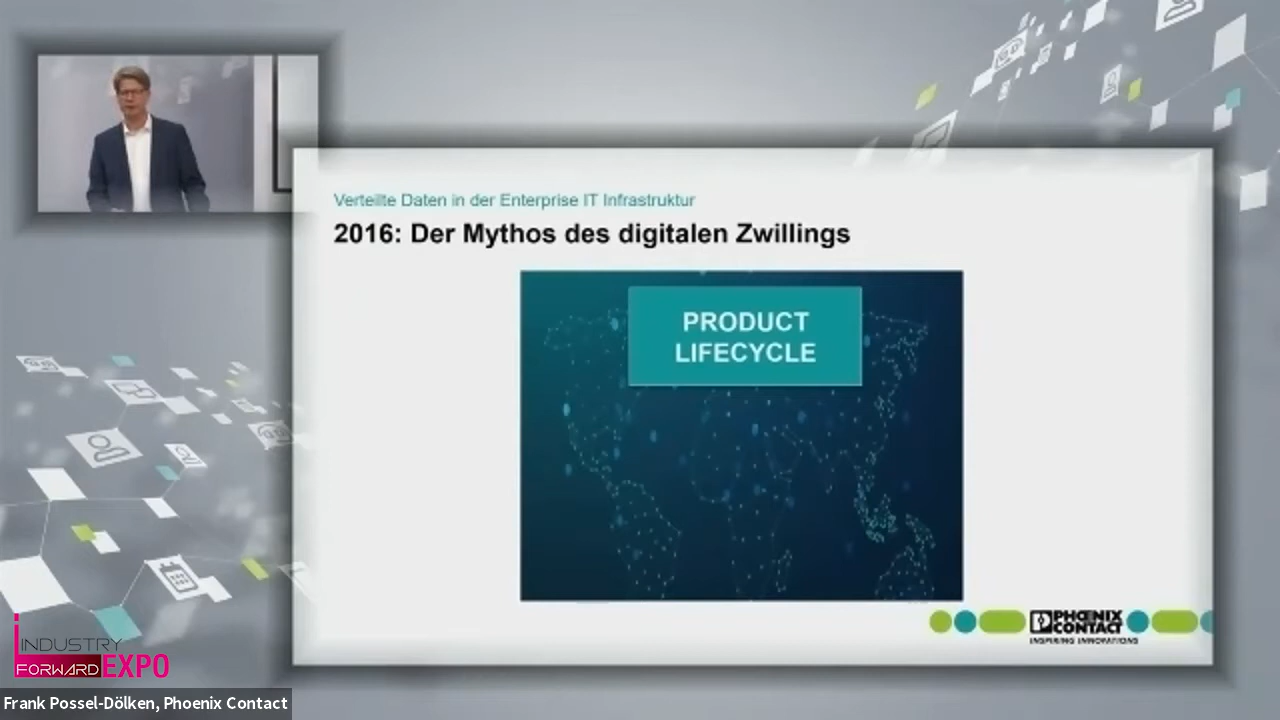 Verteilte Daten in der Enterprise IT Infrastruktur
2016: Der Mythos des digitalen Zwillings
PRODUCT
LIFECYCLE
PHŒNIX
CONTACT
INSPIRING INNOVATIONS
INDUSTRY
FORWARD EXPO
Frank Possel-Dölken, Phoenix Contact